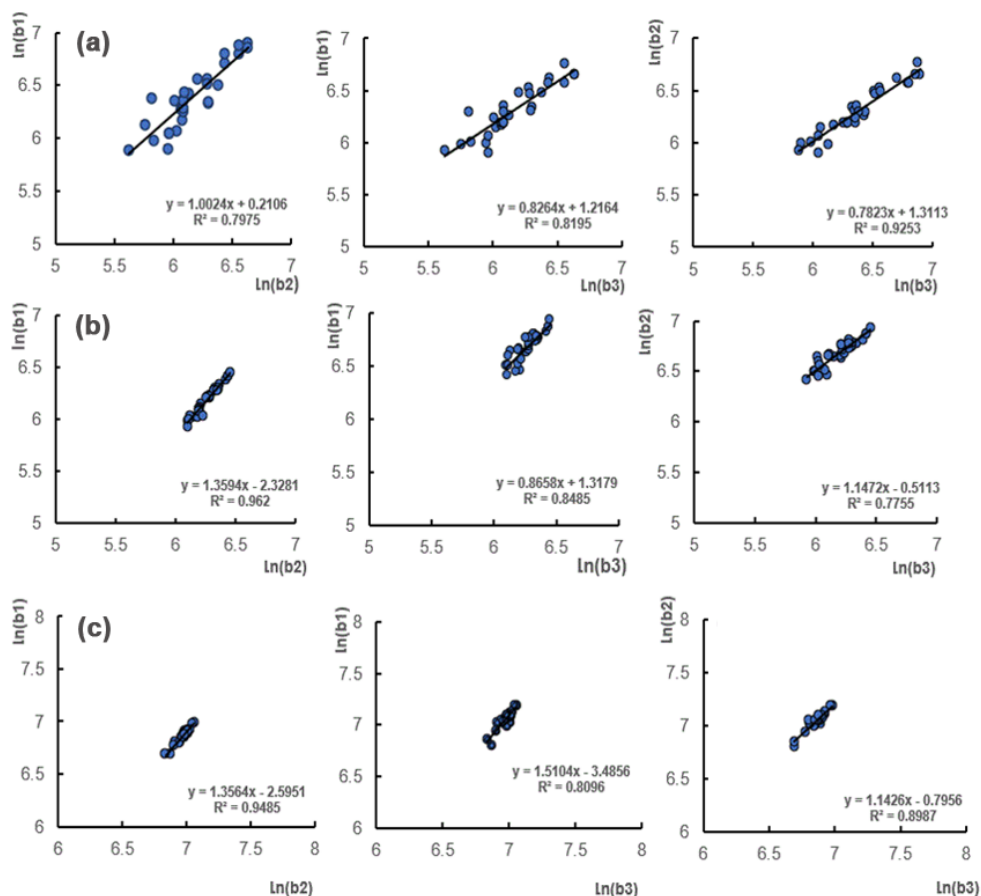 (a)
Ln(b1)
7
6.5
6
5.5
5
y = 1.0024x + 0.2106
R² = 0.7975
5 5.5 6 6.5 7
Ln(b2)
Ln(b1)
7
6.5
6
5.5
5
y = 0.8264x + 1.2164
R² = 0.8195
5 5.5 6 6.5 7
Ln(b3)
Ln(b2)
7
6.5
6
5.5
5
y = 0.7823x + 1.3113
R² = 0.9253
5 5.5 6 6.5 7
Ln(b3)
(b)
Ln(b1)
7
6.5
6
5.5
5
y = 1.3594x - 2.3281
R² = 0.962
5 5.5 6 6.5 7
Ln(b2)
Ln(b1)
7
6.5
6
5.5
5
y = 0.8658x + 1.3179
R² = 0.8485
5 5.5 6 6.5 7
Ln(b3)
Ln(b2)
7
6.5
6
5.5
5
y = 1.1472x - 0.5113
R² = 0.7755
5 5.5 6 6.5 7
Ln(b3)
(c)
Ln(b1)
8
7.5
7
6.5
6
y = 1.3564x - 2.5951
R² = 0.9485
6 6.5 7 7.5 8
Ln(b2)
Ln(b1)
8
7.5
7
6.5
6
y = 1.5104x - 3.4856
R² = 0.8096
6 6.5 7 7.5 8
Ln(b3)
Ln(b2)
8
7.5
7
6.5
6
y = 1.1426x - 0.7956
R² = 0.8987
6 6.5 7 7.5 8
Ln(b3)